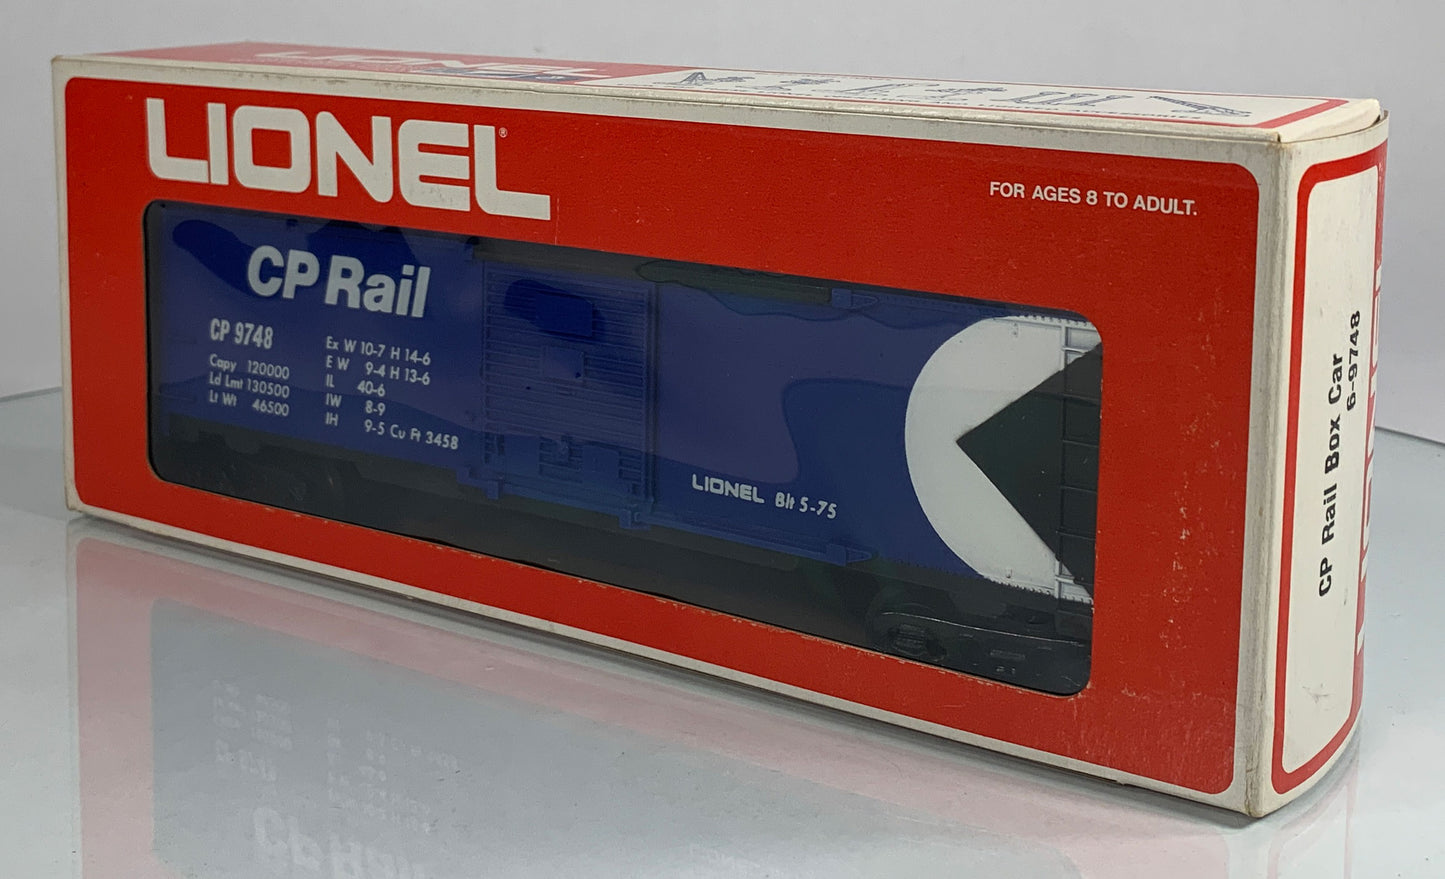 LIONEL
LIONEL®
FOR AGES 8 TO ADULT.
CP Rail
CP 9748
Capy 120000
Ld Lmt 130500
Lt Wt 46500
Ex W 10-7 H 14-6
E W 9-4 H 13-6
IL 40-6
IW 8-9
IH 9-5 Cu Ft 3458
LIONEL Blt 5-75
CP Rail Box Car
6-9748
LIONEL